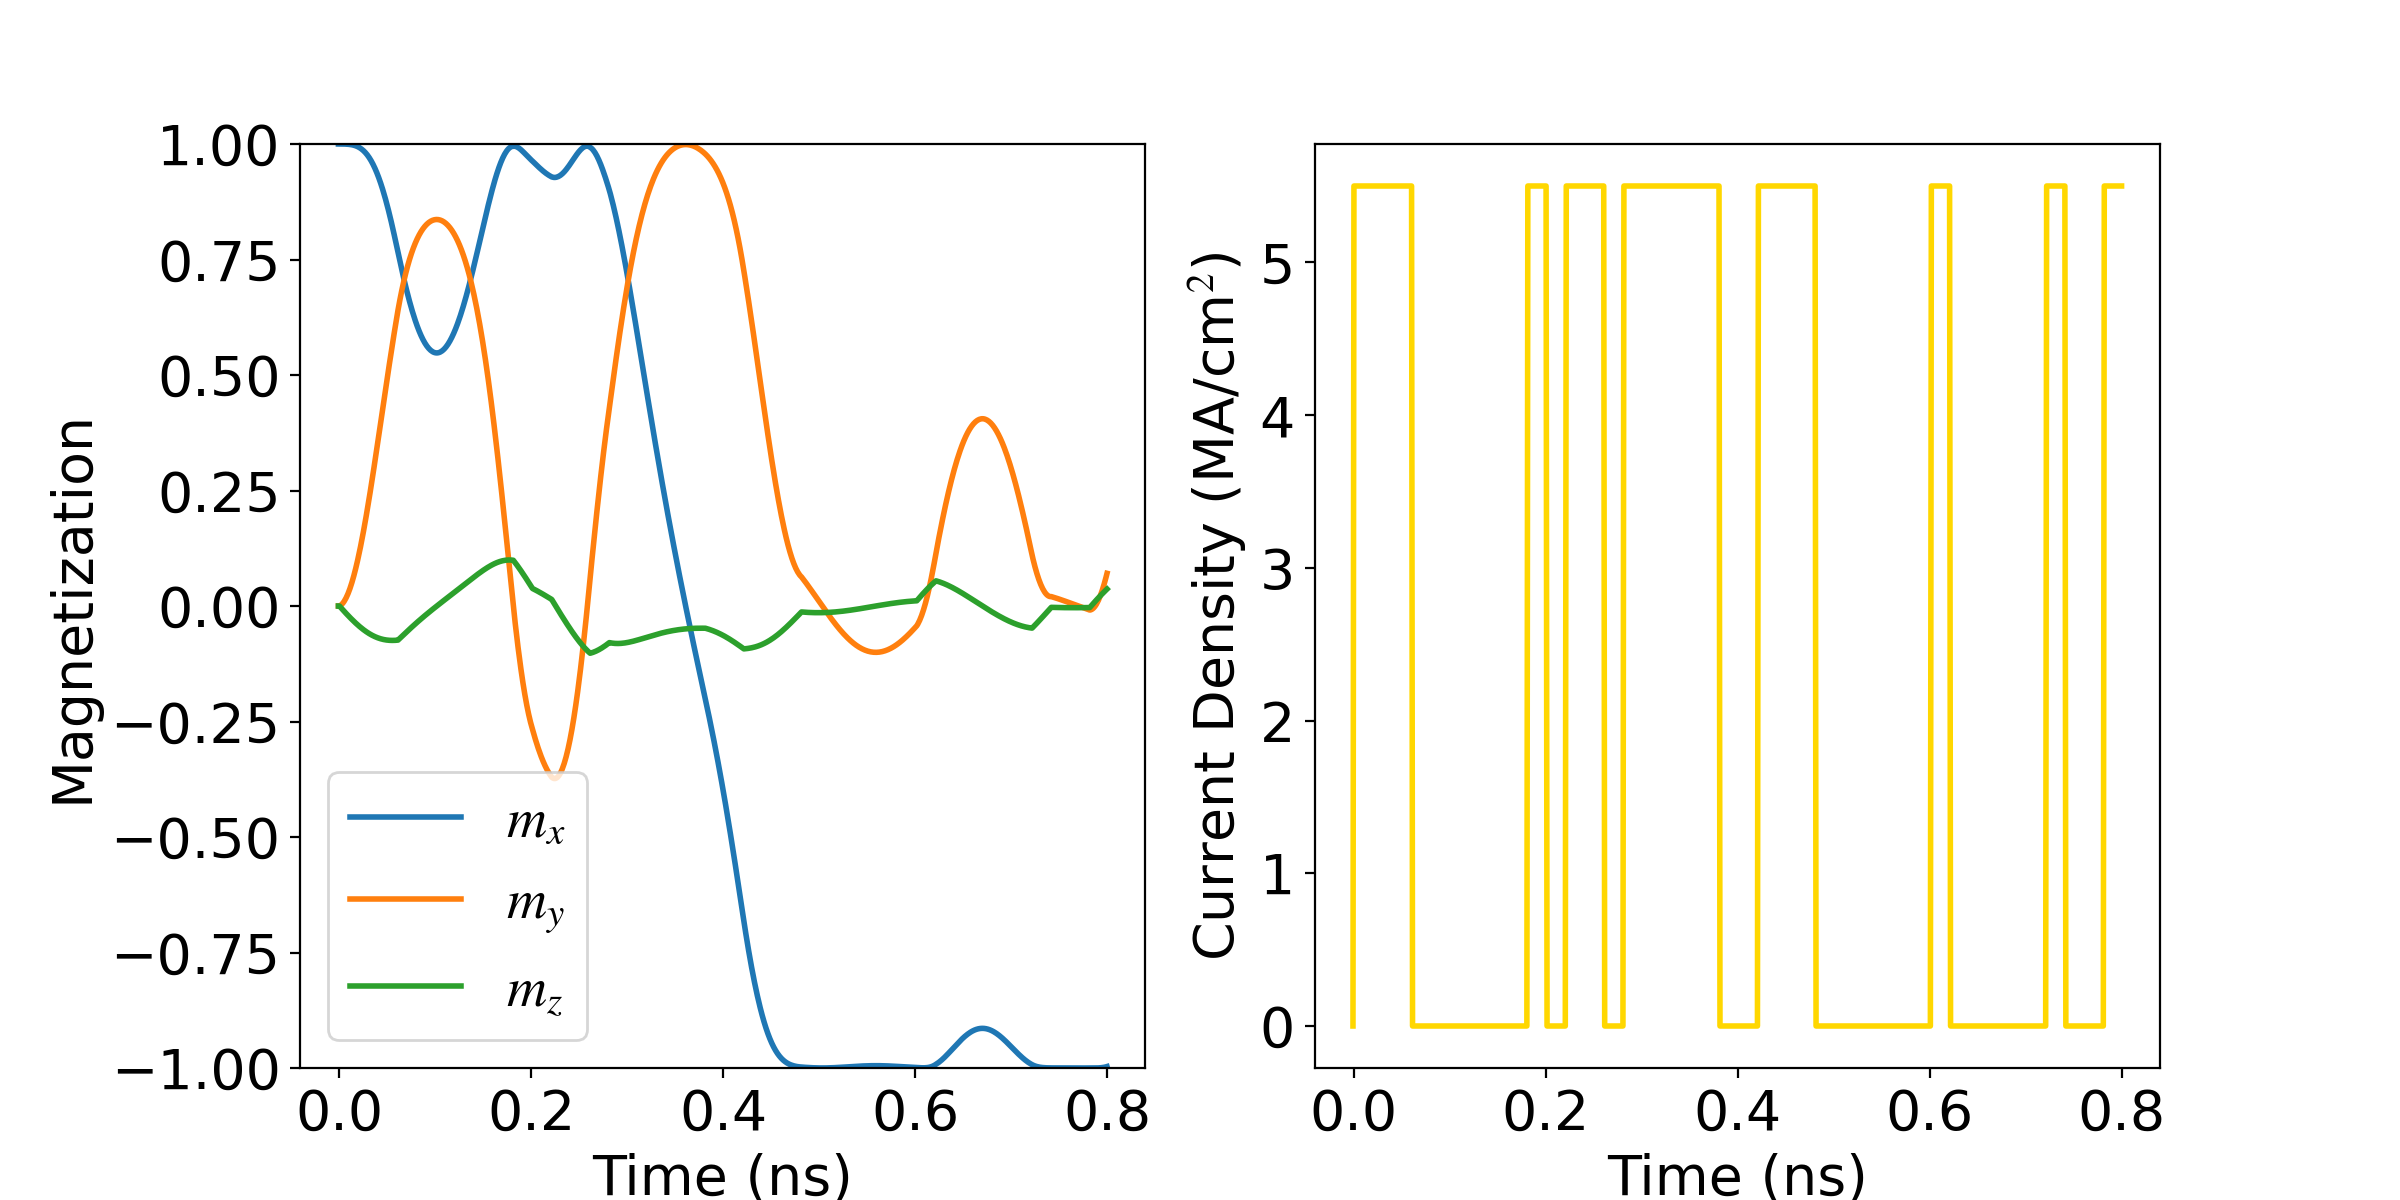 Magnetization
1.00
0.75
0.50
0.25
0.00
−0.25
−0.50
−0.75
−1.00
m_x
m_y
m_z
0.0 0.2 0.4 0.6 0.8
Time (ns)
Current Density (MA/cm²)
5
4
3
2
1
0
0.0 0.2 0.4 0.6 0.8
Time (ns)